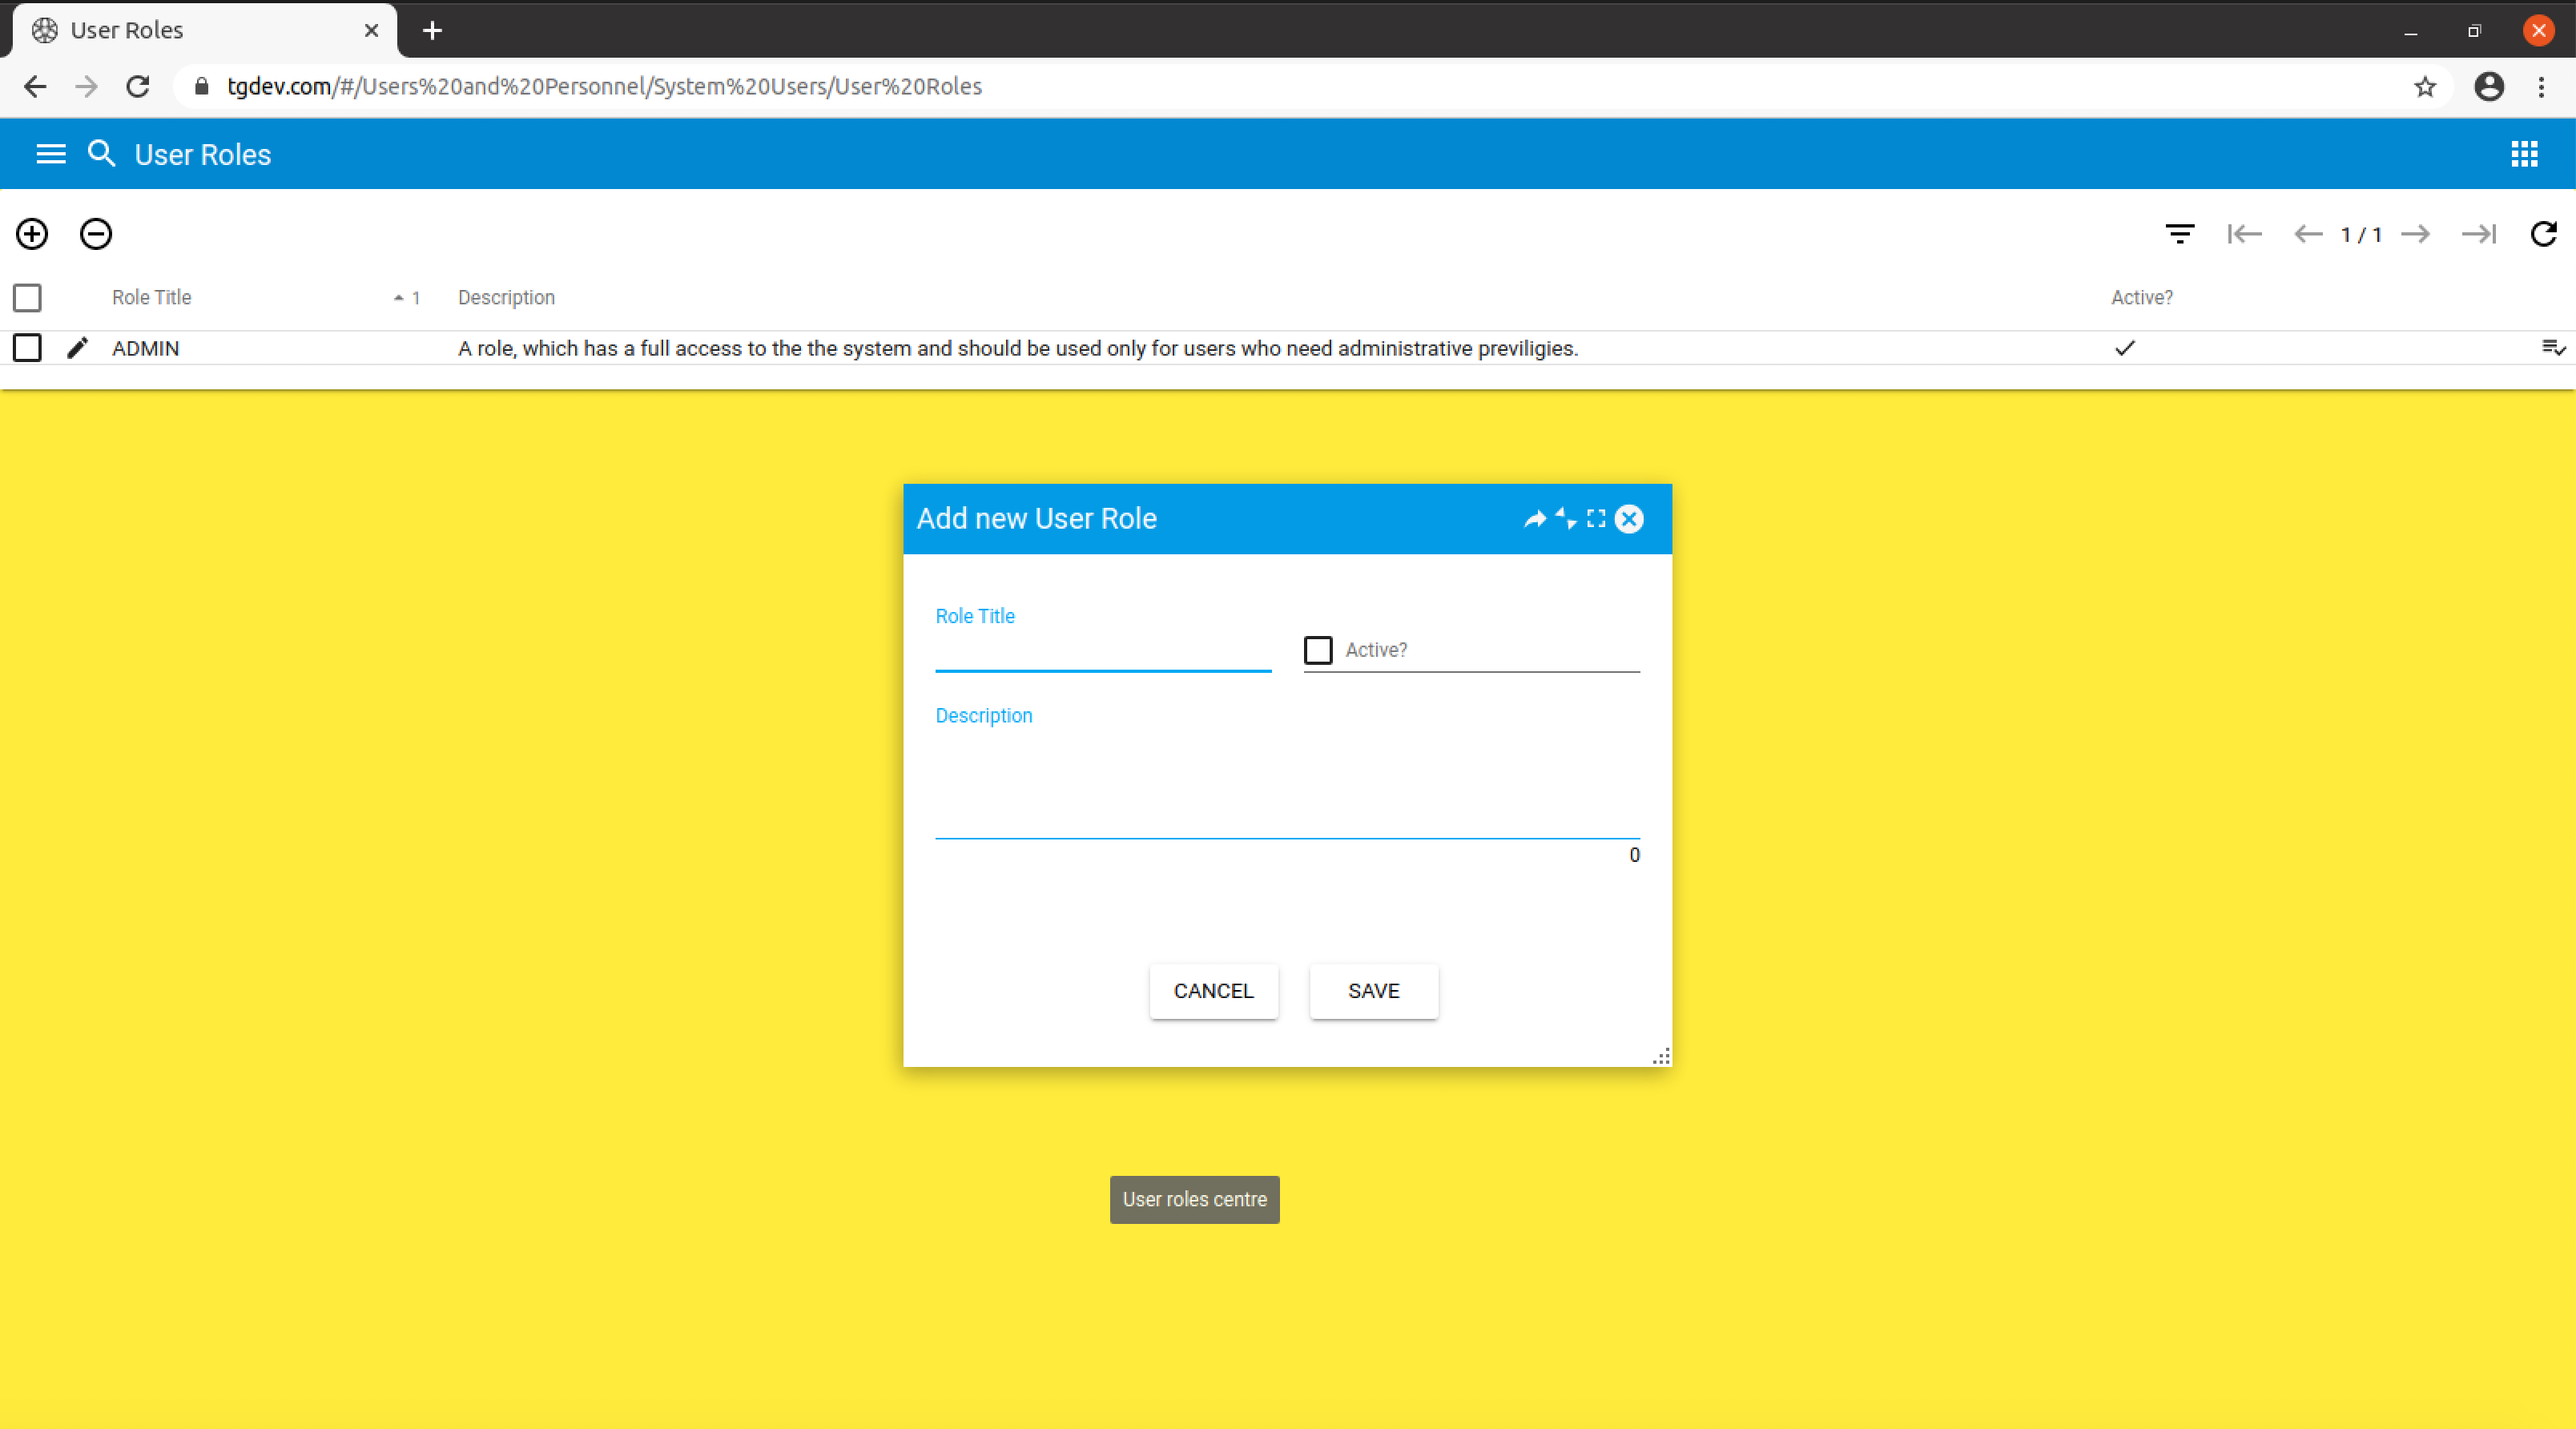 User Roles
tgdev.com/#/Users%20and%20Personnel/System%20Users/User%20Roles
User Roles
1 / 1
Role Title 1 Description Active?
ADMIN A role, which has a full access to the the system and should be used only for users who need administrative previligies.
Add new User Role
Role Title
Active?
Description
0
CANCEL SAVE
User roles centre